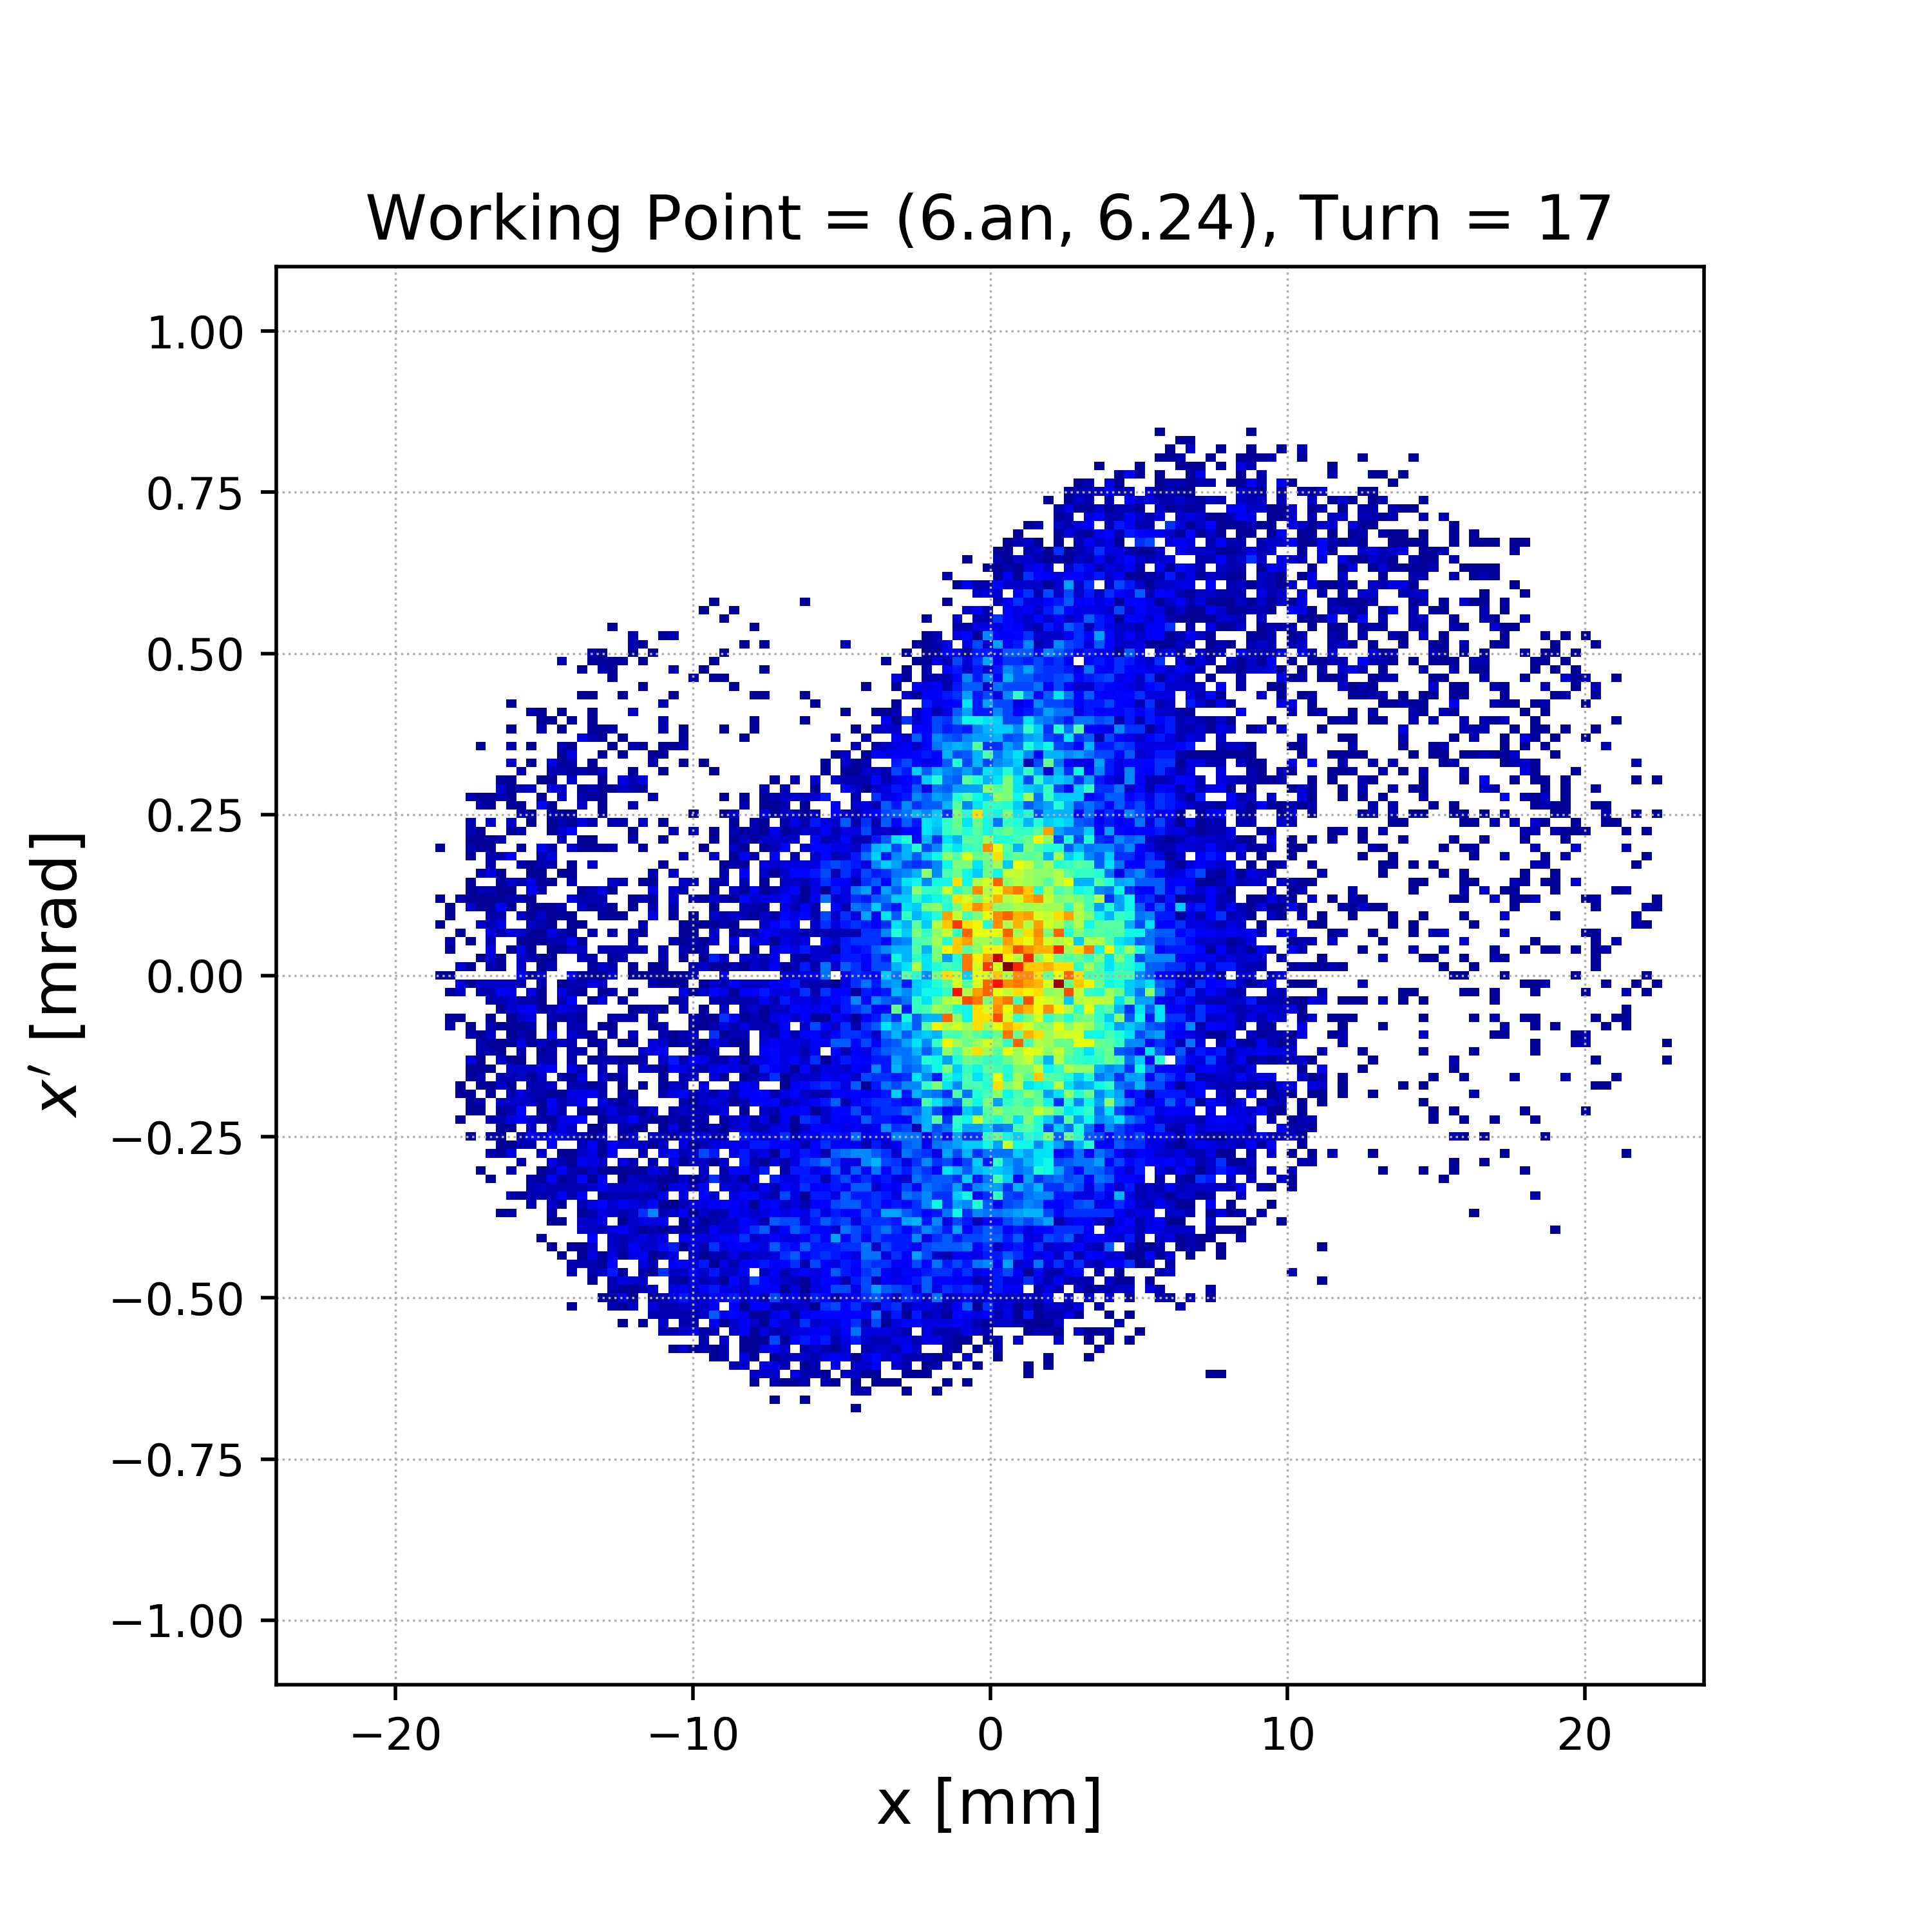 Working Point = (6.an, 6.24), Turn = 17
1.00
0.75
0.50
0.25
0.00
−0.25
−0.50
−0.75
−1.00
x′ [mrad]
−20 −10 0 10 20
x [mm]